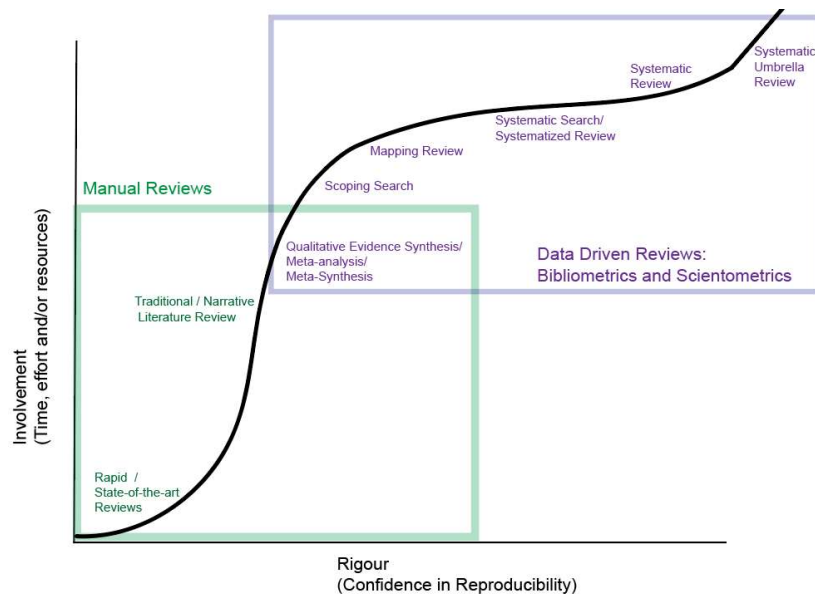 Systematic
Umbrella
Review
Systematic
Review
Systematic Search/
Systematized Review
Mapping Review
Scoping Search
Manual Reviews
Qualitative Evidence Synthesis/
Meta-analysis/
Meta-Synthesis
Data Driven Reviews:
Bibliometrics and Scientometrics
Traditional / Narrative
Literature Review
Rapid /
State-of-the-art
Reviews
Involvement
(Time, effort and/or resources)
Rigour
(Confidence in Reproducibility)